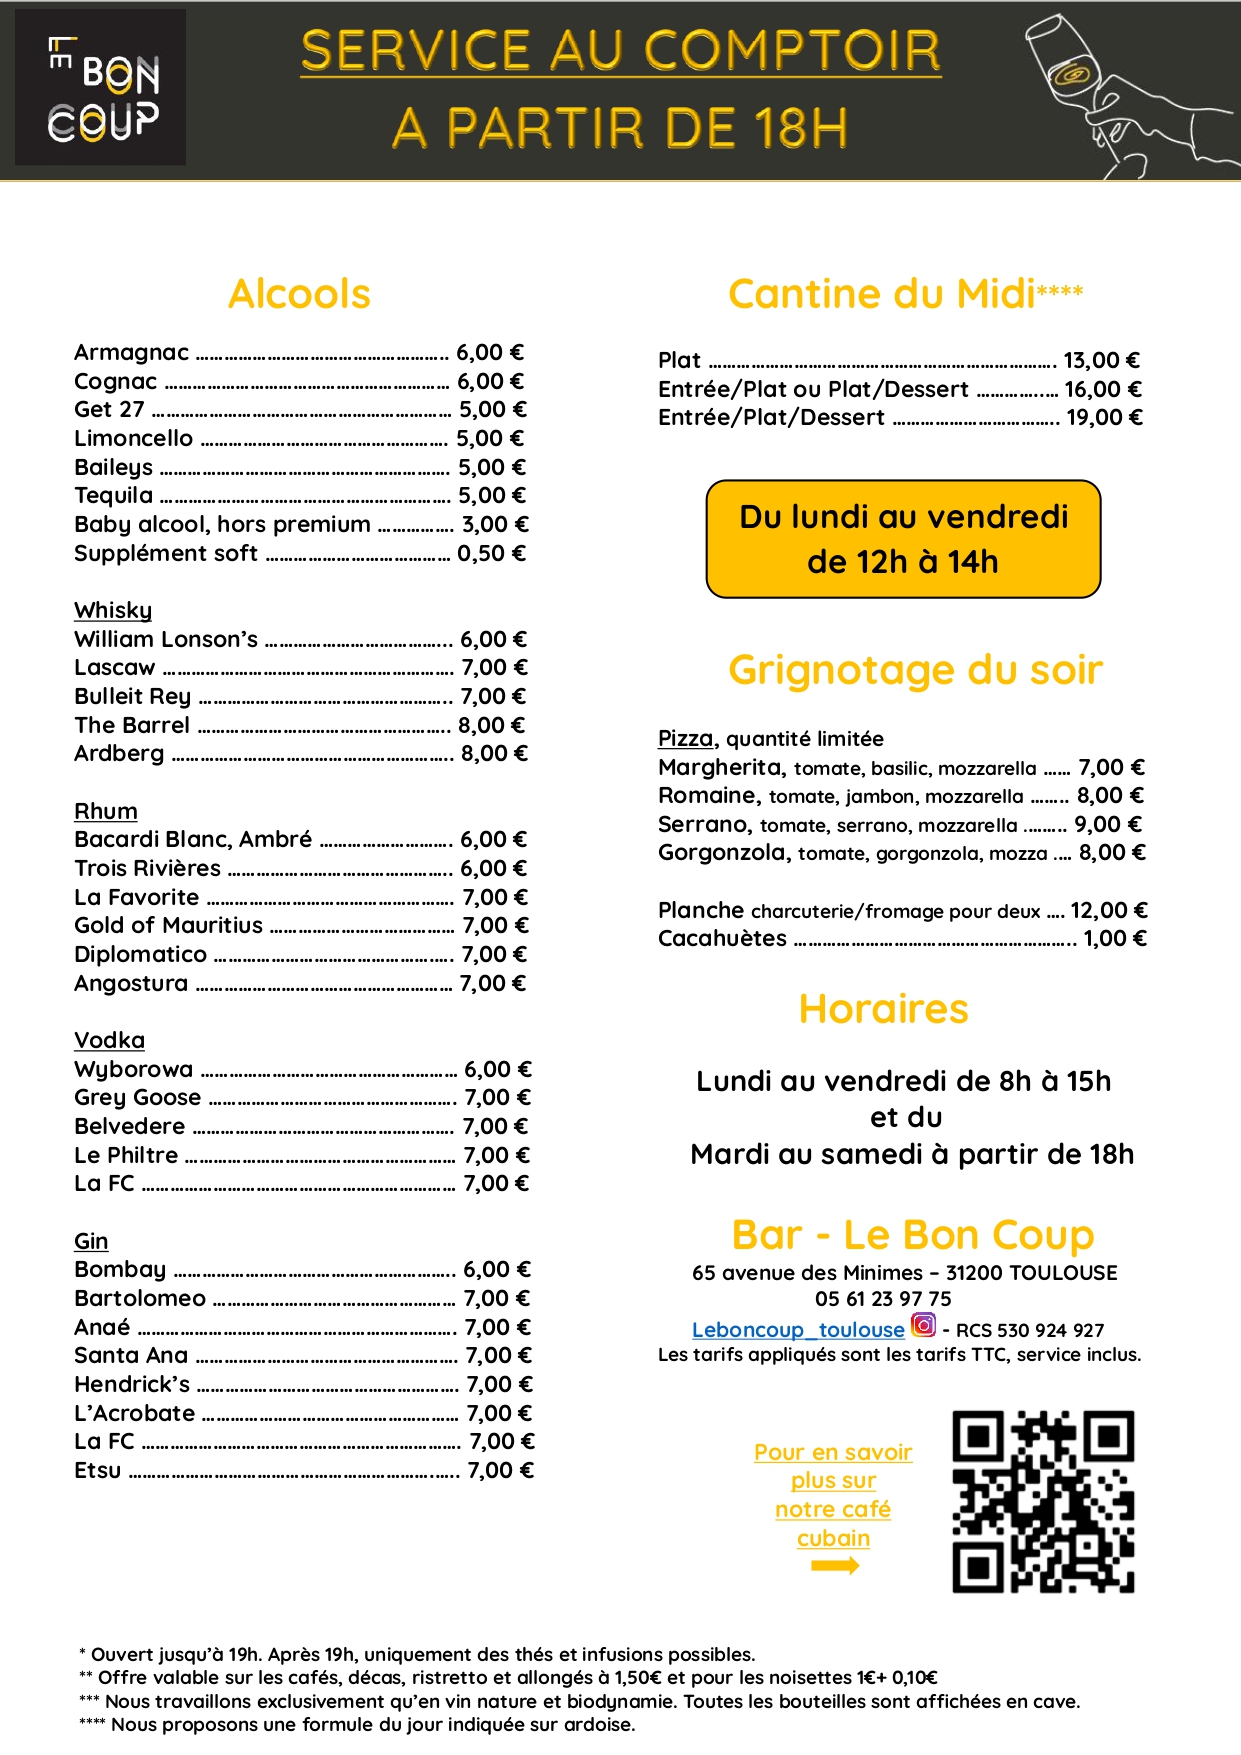 LE
BON
COUP
SERVICE AU COMPTOIR
A PARTIR DE 18H
Alcools
Armagnac ……………………………………………. 6,00 €
Cognac …………………………………………………… 6,00 €
Get 27 ……………………………………………………… 5,00 €
Limoncello ……………………………………………. 5,00 €
Baileys ……………………………………………………. 5,00 €
Tequila ……………………………………………………. 5,00 €
Baby alcool, hors premium ……………. 3,00 €
Supplément soft ………………………………… 0,50 €
Whisky
William Lonson’s ………………………………... 6,00 €
Lascaw ……………………………………………………. 7,00 €
Bulleit Rey …………………………………………….. 7,00 €
The Barrel …………………………………………….. 8,00 €
Ardberg ………………………………………………….. 8,00 €
Rhum
Bacardi Blanc, Ambré ………………………. 6,00 €
Trois Rivières ……………………………………….. 6,00 €
La Favorite ……………………………………………. 7,00 €
Gold of Mauritius ………………………………… 7,00 €
Diplomatico …………………………………………... 7,00 €
Angostura ……………………………………………… 7,00 €
Vodka
Wyborowa ……………………………………………… 6,00 €
Grey Goose ……………………………………………. 7,00 €
Belvedere ………………………………………………. 7,00 €
Le Philtre ………………………………………………… 7,00 €
La FC ………………………………………………………… 7,00 €
Gin
Bombay ………………………………………………….. 6,00 €
Bartolomeo …………………………………………… 7,00 €
Anaé …………………………………………………………. 7,00 €
Santa Ana ………………………………………………. 7,00 €
Hendrick’s ………………………………………………. 7,00 €
L’Acrobate ……………………………………………… 7,00 €
La FC …………………………………………………………. 7,00 €
Etsu …………………………………………………………... 7,00 €
Cantine du Midi****
Plat ………………………………………………………………. 13,00 €
Entrée/Plat ou Plat/Dessert …………..… 16,00 €
Entrée/Plat/Dessert …………………………….. 19,00 €
Du lundi au vendredi
de 12h à 14h
Grignotage du soir
Pizza, quantité limitée
Margherita, tomate, basilic, mozzarella …… 7,00 €
Romaine, tomate, jambon, mozzarella …….. 8,00 €
Serrano, tomate, serrano, mozzarella …….. 9,00 €
Gorgonzola, tomate, gorgonzola, mozza …. 8,00 €
Planche charcuterie/fromage pour deux …. 12,00 €
Cacahuètes ………………………………………………….. 1,00 €
Horaires
Lundi au vendredi de 8h à 15h
et du
Mardi au samedi à partir de 18h
Bar - Le Bon Coup
65 avenue des Minimes – 31200 TOULOUSE
05 61 23 97 75
Leboncoup_toulouse - RCS 530 924 927
Les tarifs appliqués sont les tarifs TTC, service inclus.
Pour en savoir
plus sur
notre café
cubain
* Ouvert jusqu’à 19h. Après 19h, uniquement des thés et infusions possibles.
** Offre valable sur les cafés, décas, ristretto et allongés à 1,50€ et pour les noisettes 1€+ 0,10€
*** Nous travaillons exclusivement qu’en vin nature et biodynamie. Toutes les bouteilles sont affichées en cave.
**** Nous proposons une formule du jour indiquée sur ardoise.